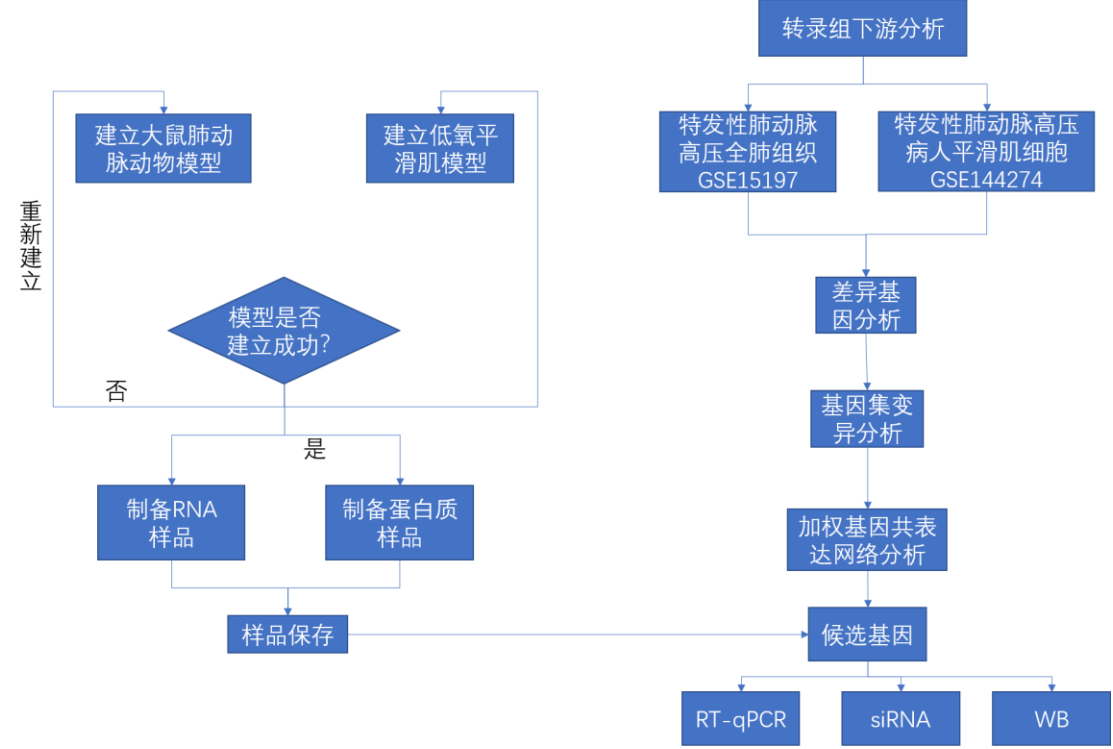 转录组下游分析
建立大鼠肺动
脉动物模型
建立低氧平
滑肌模型
特发性肺动脉
高压全肺组织
GSE15197
特发性肺动脉高压
病人平滑肌细胞
GSE144274
重
新
建
立
模型是否
建立成功?
否
是
制备RNA
样品
制备蛋白质
样品
样品保存
差异基
因分析
基因集变
异分析
加权基因共表
达网络分析
候选基因
RT-qPCR
siRNA
WB